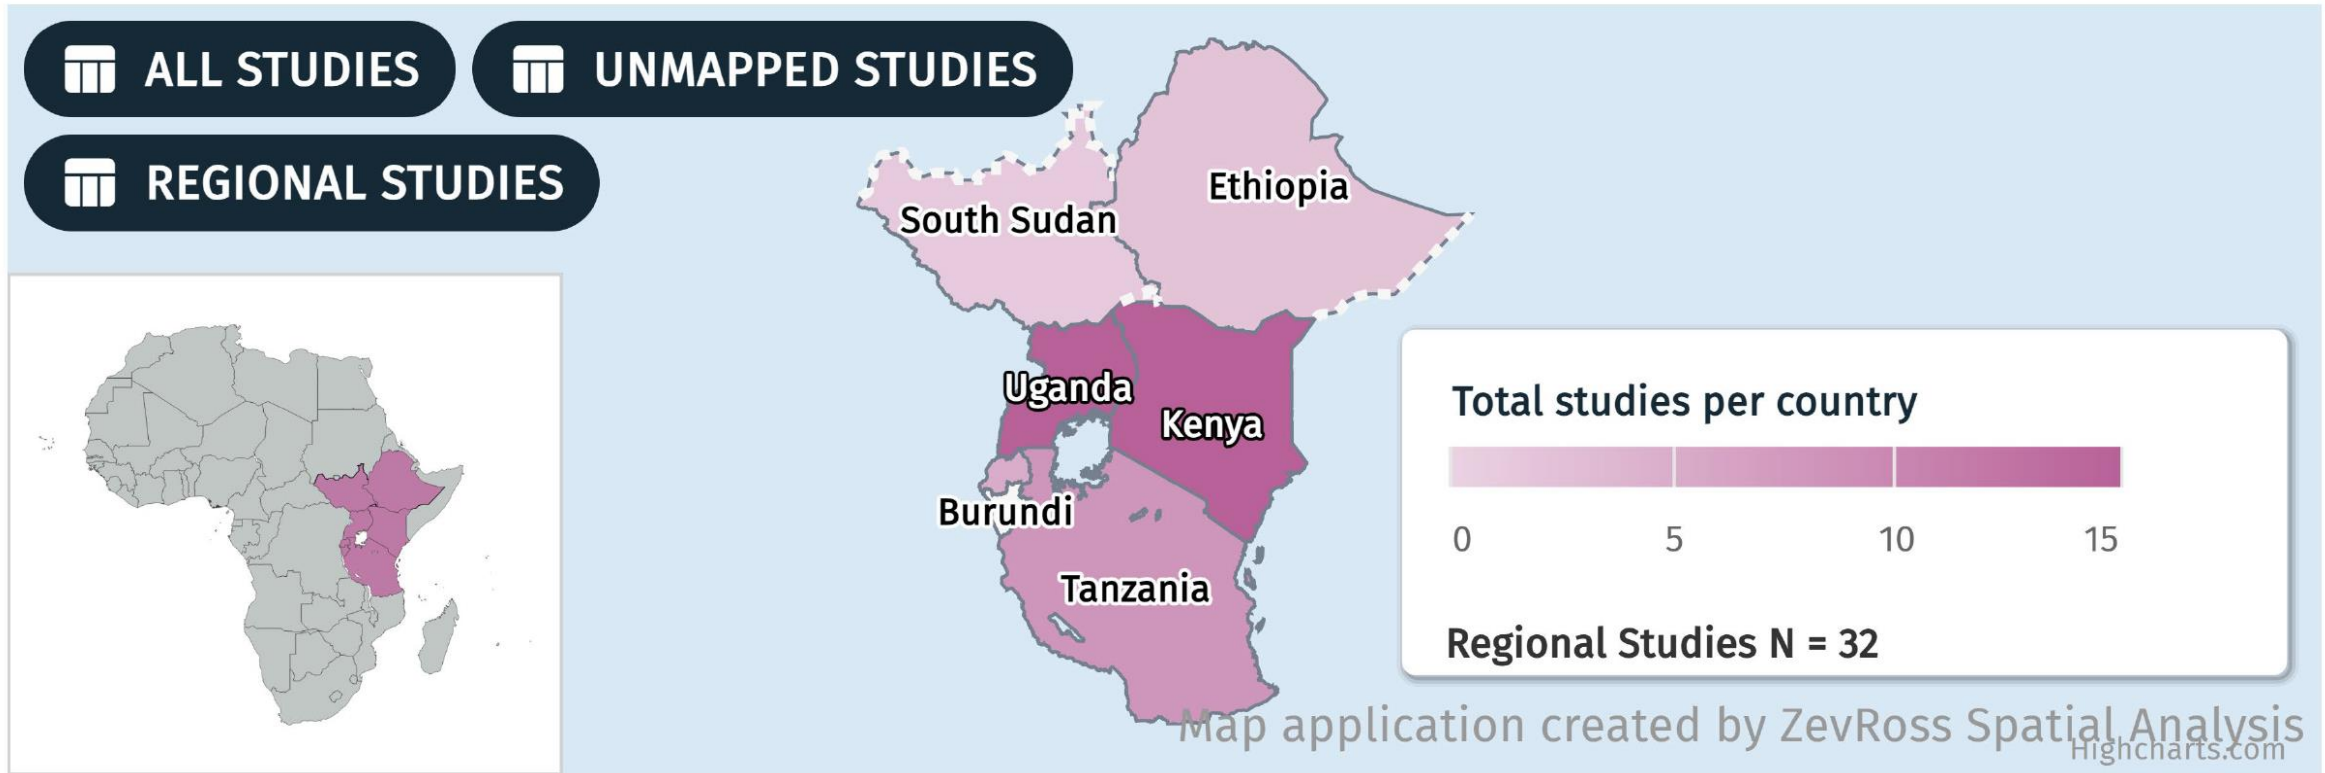 ALL STUDIES
UNMAPPED STUDIES
REGIONAL STUDIES
Ethiopia
South Sudan
Uganda
Kenya
Burundi
Tanzania
Total studies per country
0 5 10 15
Regional Studies N = 32
Map application created by ZevRoss Spatial Analysis
Highcharts.com